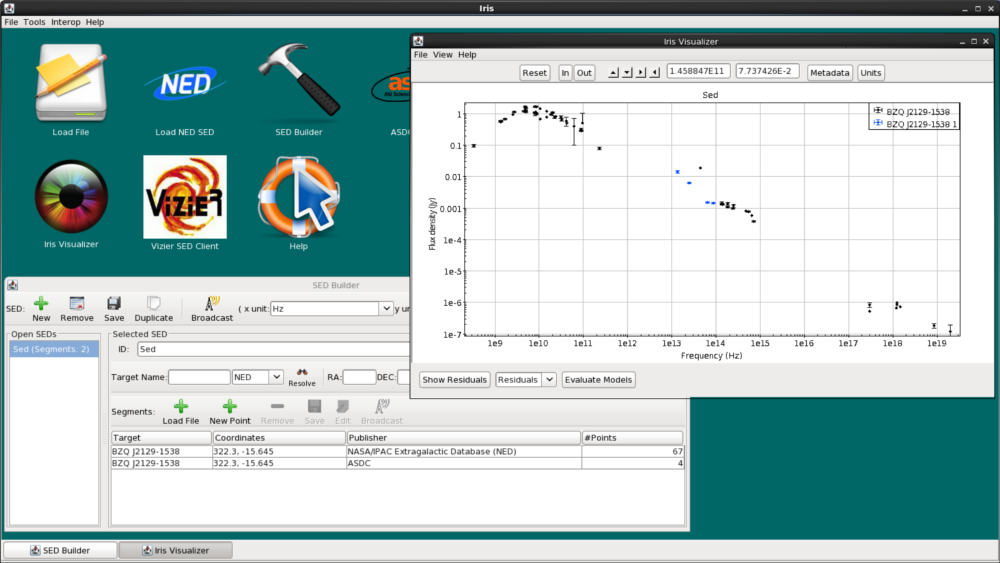 Iris
File Tools Interop Help
NED
Load File
Load NED SED
SED Builder
ASD
VizieR
Iris Visualizer
Vizier SED Client
Help
Iris Visualizer
File View Help
Reset In Out 1.458847E11 7.737426E-2 Metadata Units
Sed
BZQ J2129-1538
BZQ J2129-1538 1
Flux density (Jy)
1
0.1
0.01
0.001
1e-4
1e-5
1e-6
1e-7
1e9 1e10 1e11 1e12 1e13 1e14 1e15 1e16 1e17 1e18 1e19
Frequency (Hz)
Show Residuals Residuals Evaluate Models
SED Builder
SED: New Remove Save Duplicate Broadcast ( x unit: Hz y un
Open SEDs
Sed (Segments: 2)
Selected SED
ID: Sed
Target Name: NED Resolve RA: DEC:
Segments: Load File New Point Remove Save Edit Broadcast
Target Coordinates Publisher #Points
BZQ J2129-1538 322.3, -15.645 NASA/IPAC Extragalactic Database (NED) 67
BZQ J2129-1538 322.3, -15.645 ASDC 4
SED Builder Iris Visualizer